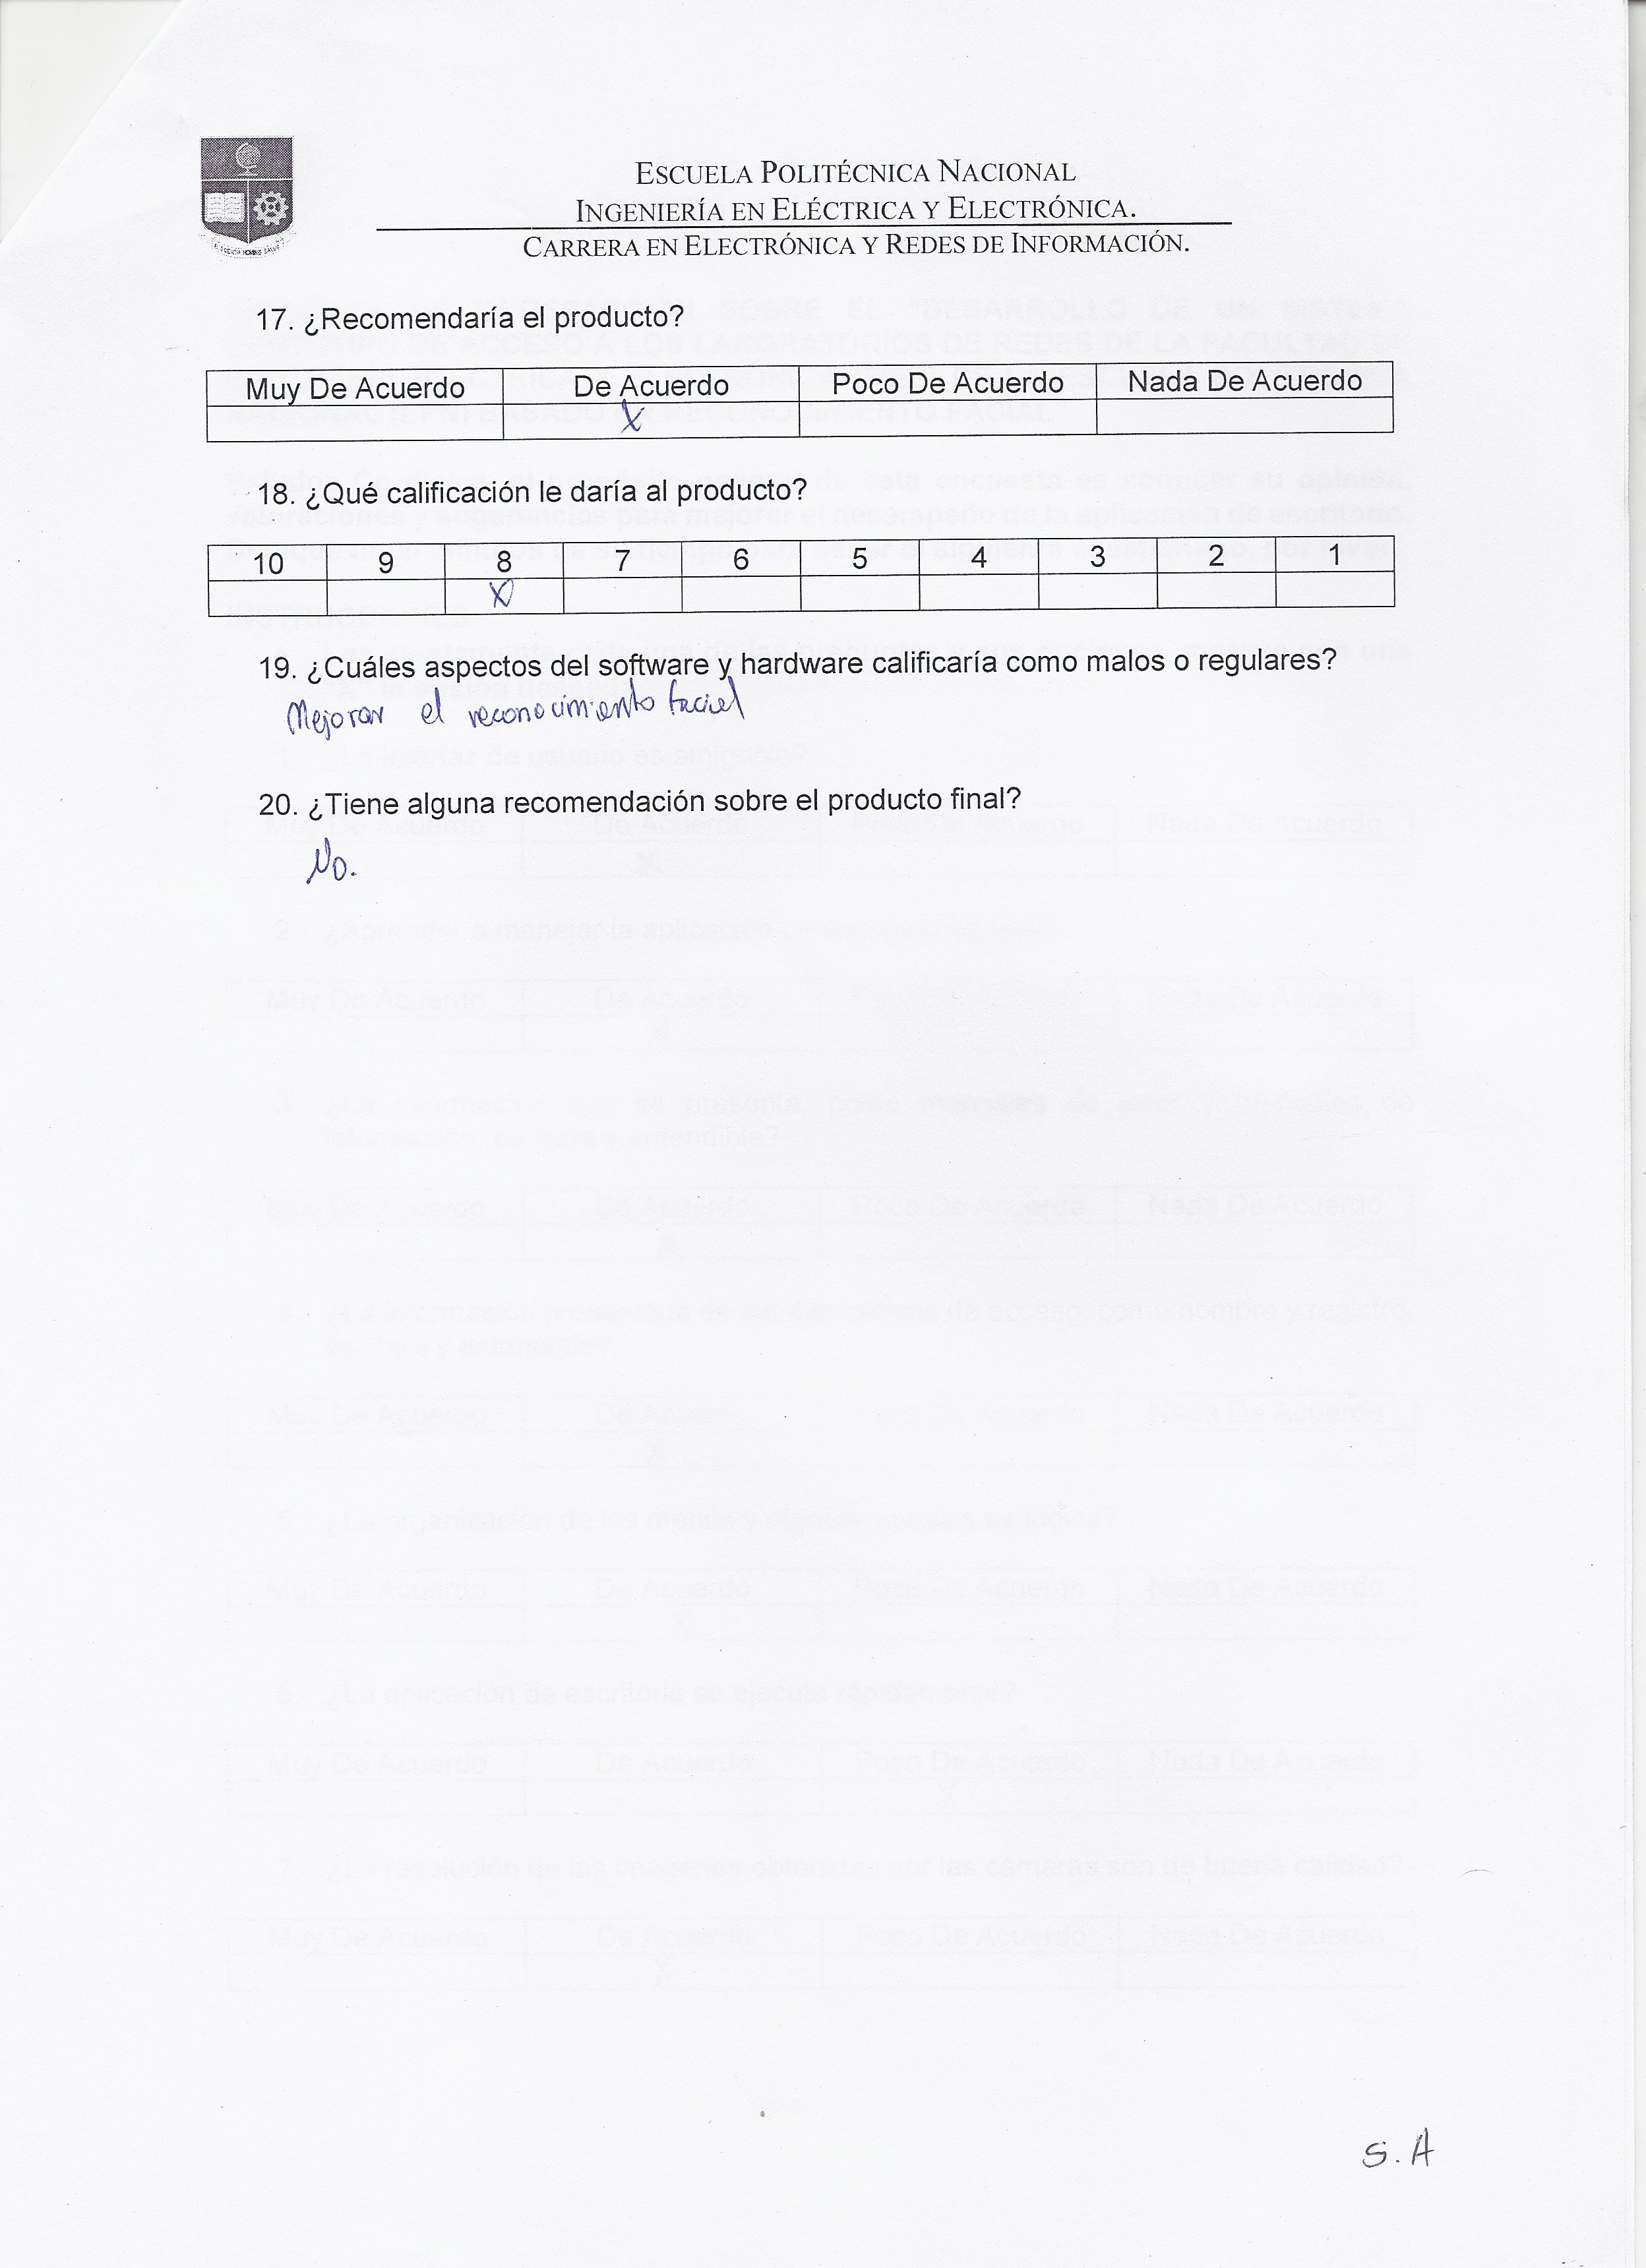 ESCUELA POLITÉCNICA NACIONAL
INGENIERÍA EN ELÉCTRICA Y ELECTRÓNICA.
CARRERA EN ELECTRÓNICA Y REDES DE INFORMACIÓN.
17. ¿Recomendaría el producto?
Muy De Acuerdo De Acuerdo Poco De Acuerdo Nada De Acuerdo
X
18. ¿Qué calificación le daría al producto?
10 9 8 7 6 5 4 3 2 1
X
19. ¿Cuáles aspectos del software y hardware calificaría como malos o regulares?
Mejorar el reconocimiento facial
20. ¿Tiene alguna recomendación sobre el producto final?
No.
S.A